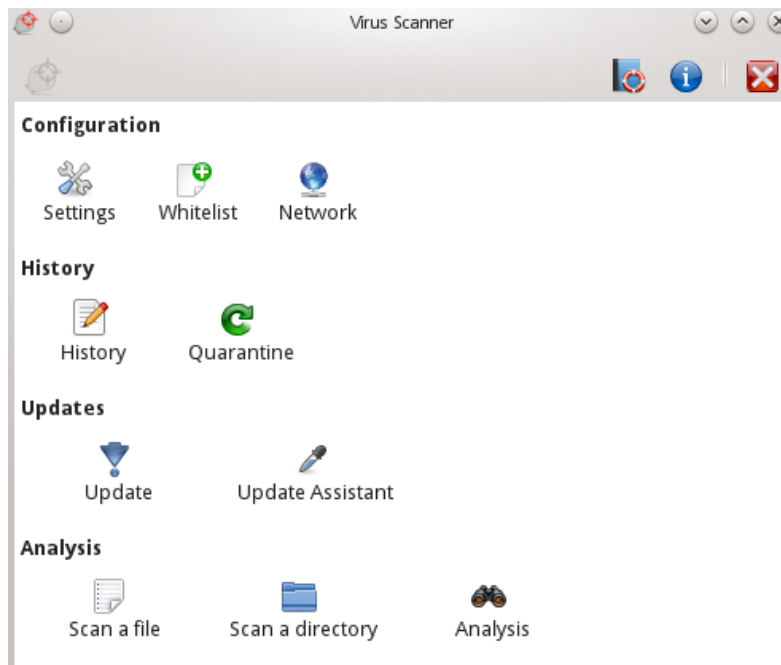 Virus Scanner
Configuration
Settings Whitelist Network
History
History Quarantine
Updates
Update Update Assistant
Analysis
Scan a file Scan a directory Analysis